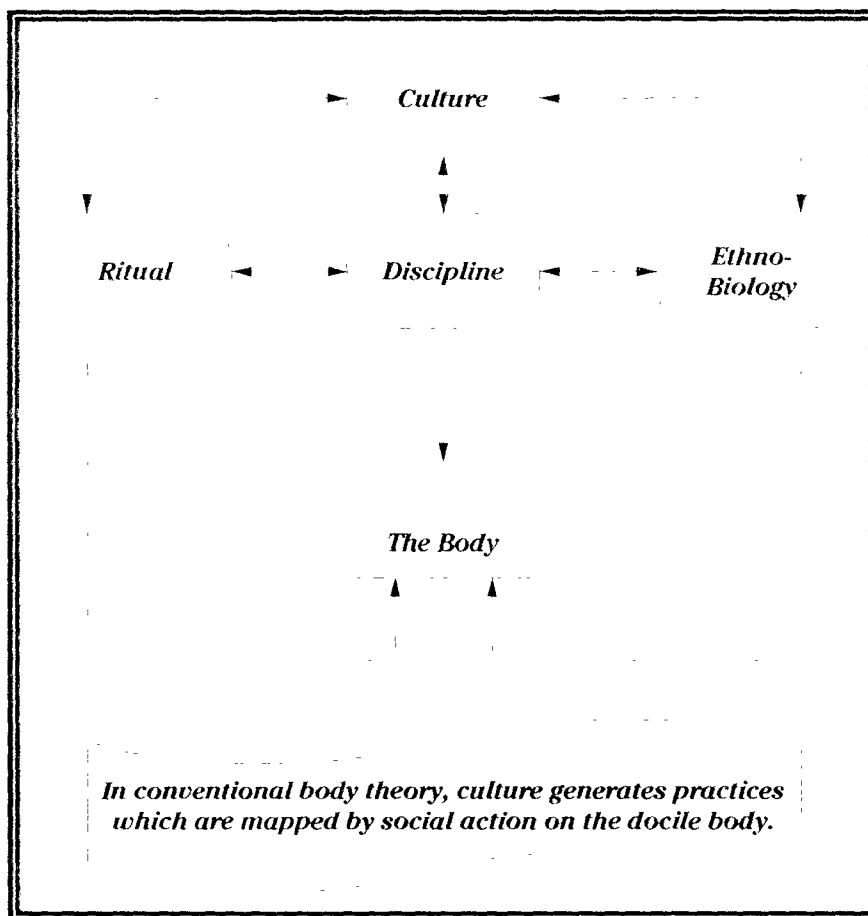 Culture
Ritual
Discipline
Ethno-
Biology
The Body
In conventional body theory, culture generates practices
which are mapped by social action on the docile body.